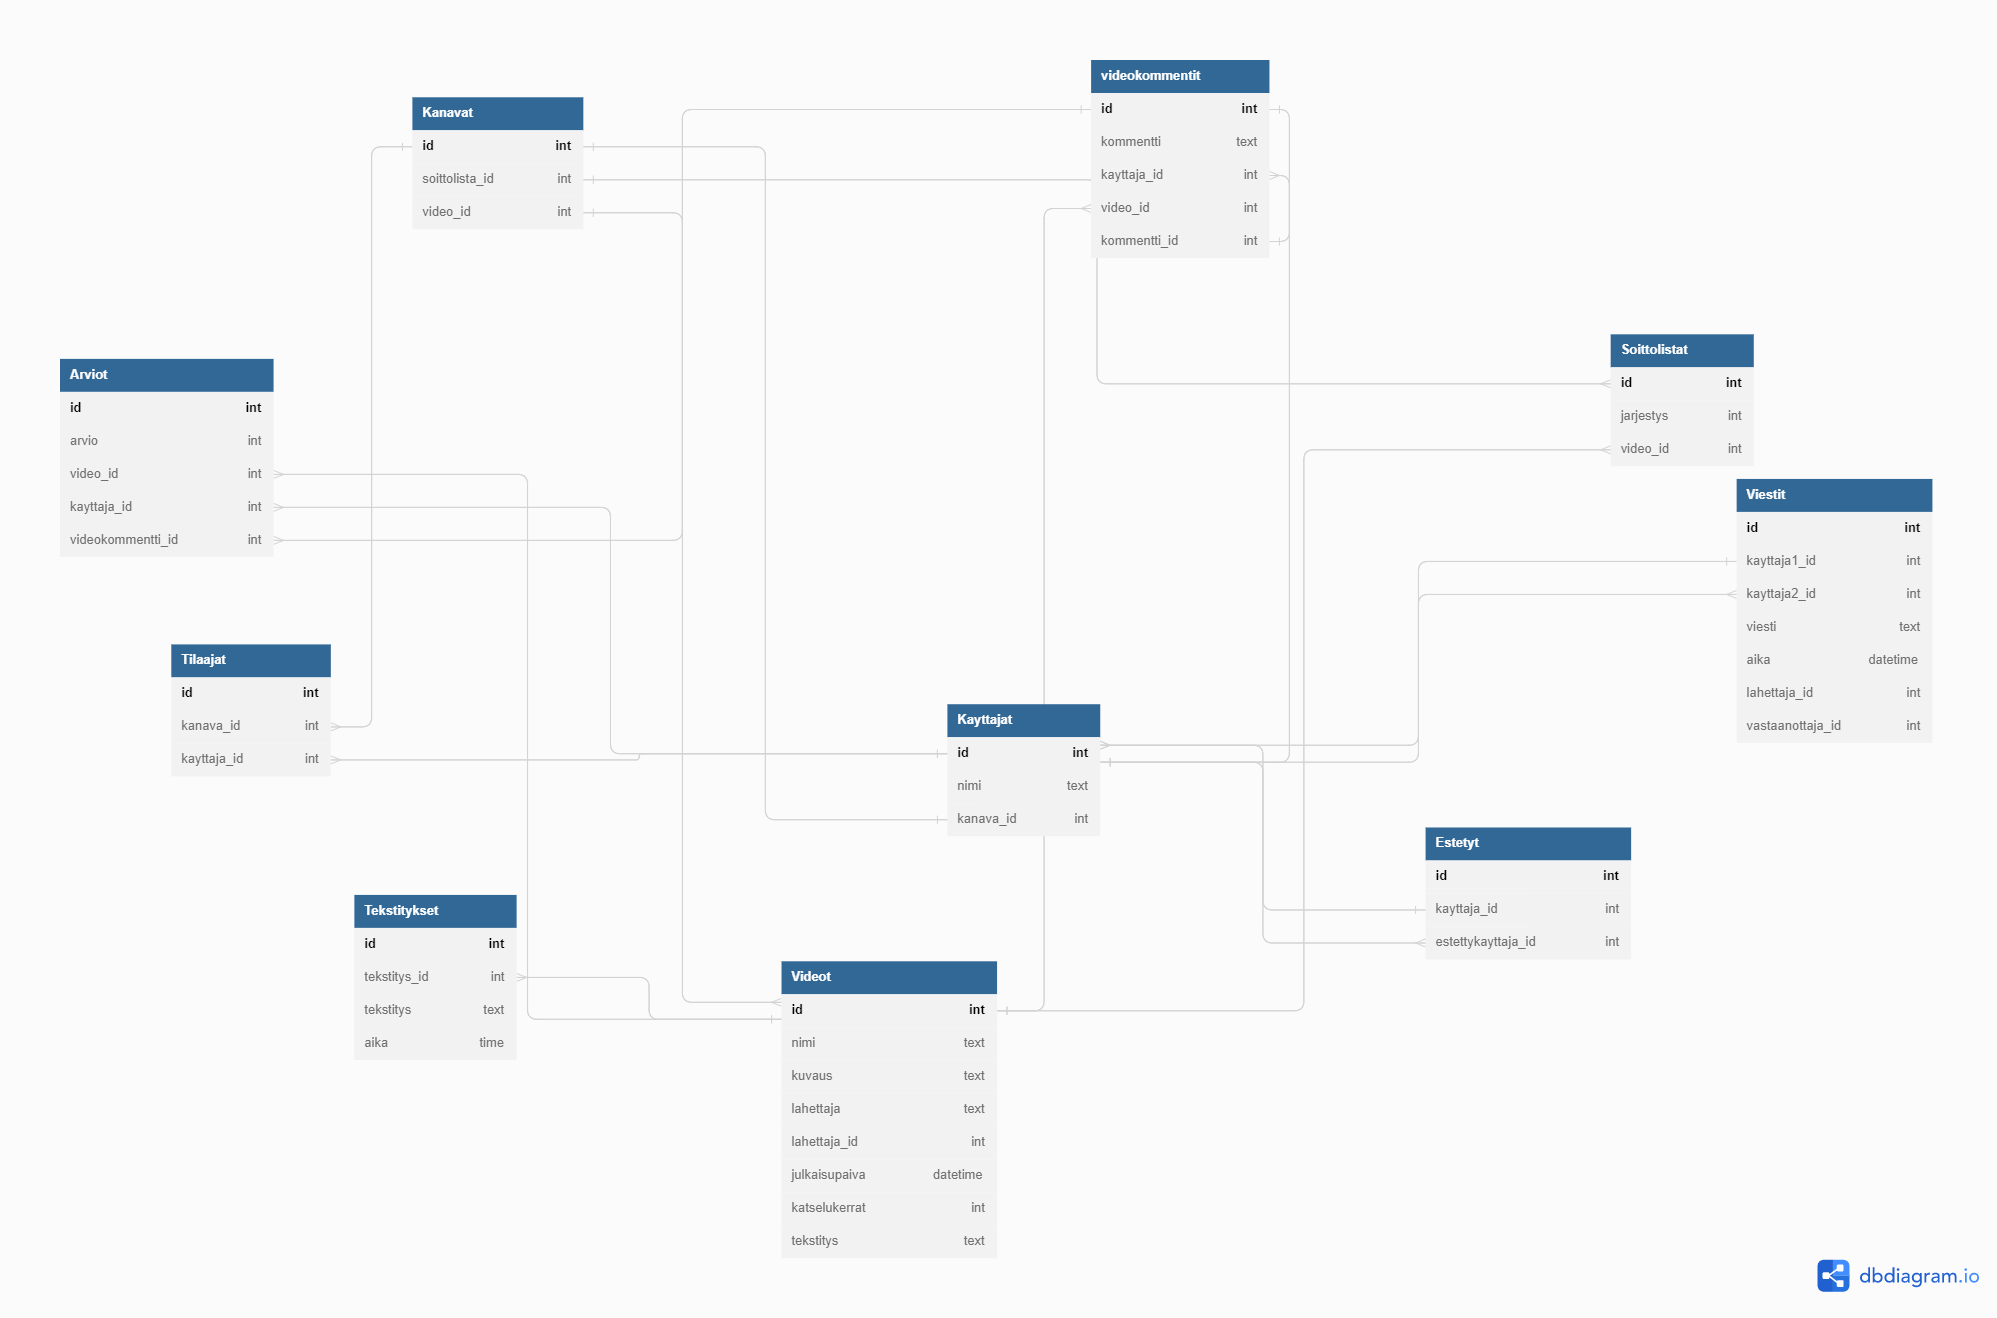 videokommentit
id int
kommentti text
kayttaja_id int
video_id int
kommentti_id int
Kanavat
id int
soittolista_id int
video_id int
Soittolistat
id int
jarjestys int
video_id int
Arviot
id int
arvio int
video_id int
kayttaja_id int
videokommentti_id int
Viestit
id int
kayttaja1_id int
kayttaja2_id int
viesti text
aika datetime
lahettaja_id int
vastaanottaja_id int
Tilaajat
id int
kanava_id int
kayttaja_id int
Kayttajat
id int
nimi text
kanava_id int
Estetyt
id int
kayttaja_id int
estettykayttaja_id int
Tekstitykset
id int
tekstitys_id int
tekstitys text
aika time
Videot
id int
nimi text
kuvaus text
lahettaja text
lahettaja_id int
julkaisupaiva datetime
katselukerrat int
tekstitys text
dbdiagram.io